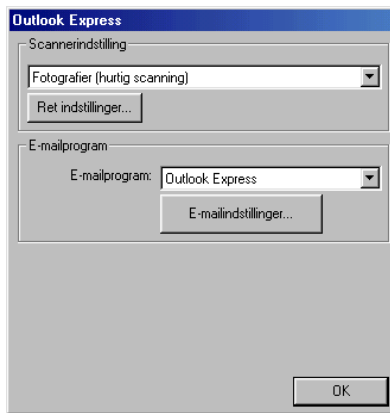 Outlook Express
Scannerindstilling
Fotografier (hurtig scanning)
Ret indstillinger...
E-mailprogram
E-mailprogram: Outlook Express
E-mailindstillinger...
OK